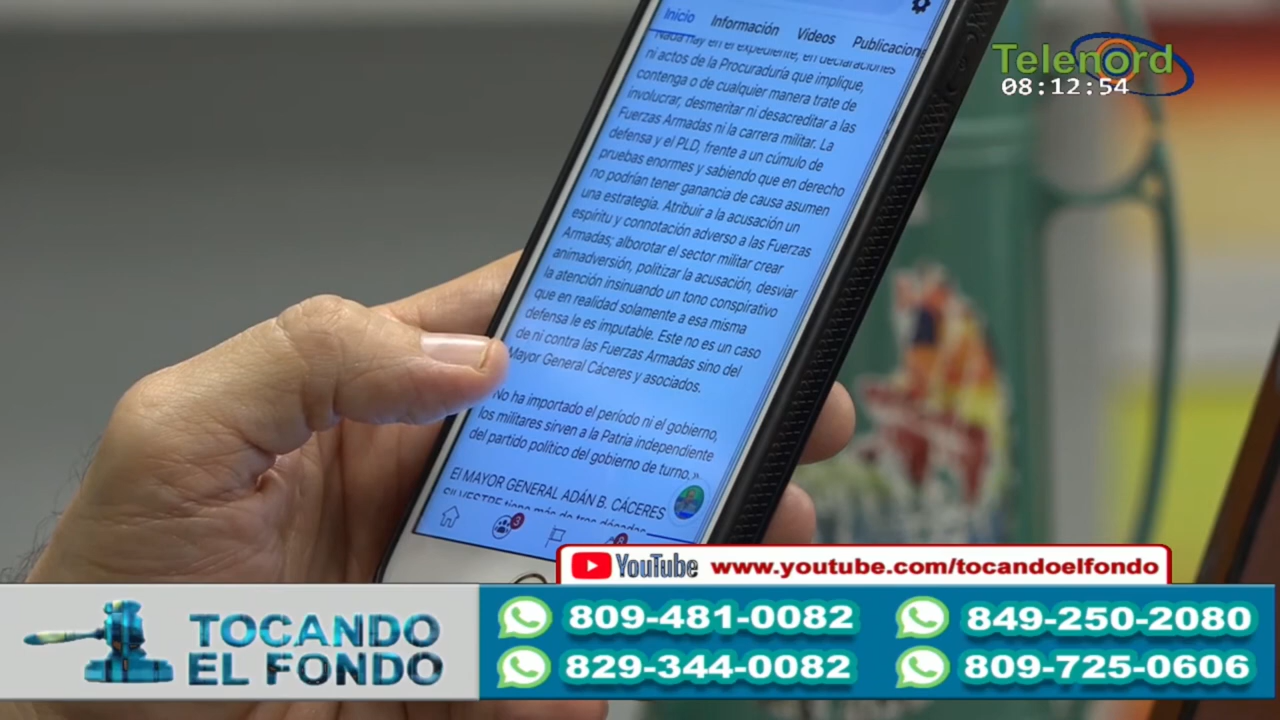 Inicio Información Videos Publicacion
Nada hay en el expediente, en declaraciones
ni actos de la Procuraduría que implique,
contenga o de cualquier manera trate de
involucrar, desmeritar ni desacreditar a las
Fuerzas Armadas ni la carrera militar. La
defensa y el PLD, frente a un cúmulo de
pruebas enormes y sabiendo que en derecho
no podrían tener ganancia de causa asumen
una estrategia. Atribuir a la acusación un
espíritu y connotación adverso a las Fuerzas
Armadas; alborotar el sector militar crear
animadversión, politizar la acusación, desviar
la atención insinuando un tono conspirativo
que en realidad solamente a esa misma
defensa le es imputable. Este no es un caso
de ni contra las Fuerzas Armadas sino del
Mayor General Cáceres y asociados.
No ha importado el período ni el gobierno,
los militares sirven a la Patria independiente
del partido político del gobierno de turno.»
El MAYOR GENERAL ADÁN B. CÁCERES
SILVESTRE tiene más de tres décadas
3
6
Telenord
08:12:54
YouTube www.youtube.com/tocandoelfondo
TOCANDO
EL FONDO
809-481-0082 849-250-2080
829-344-0082 809-725-0606